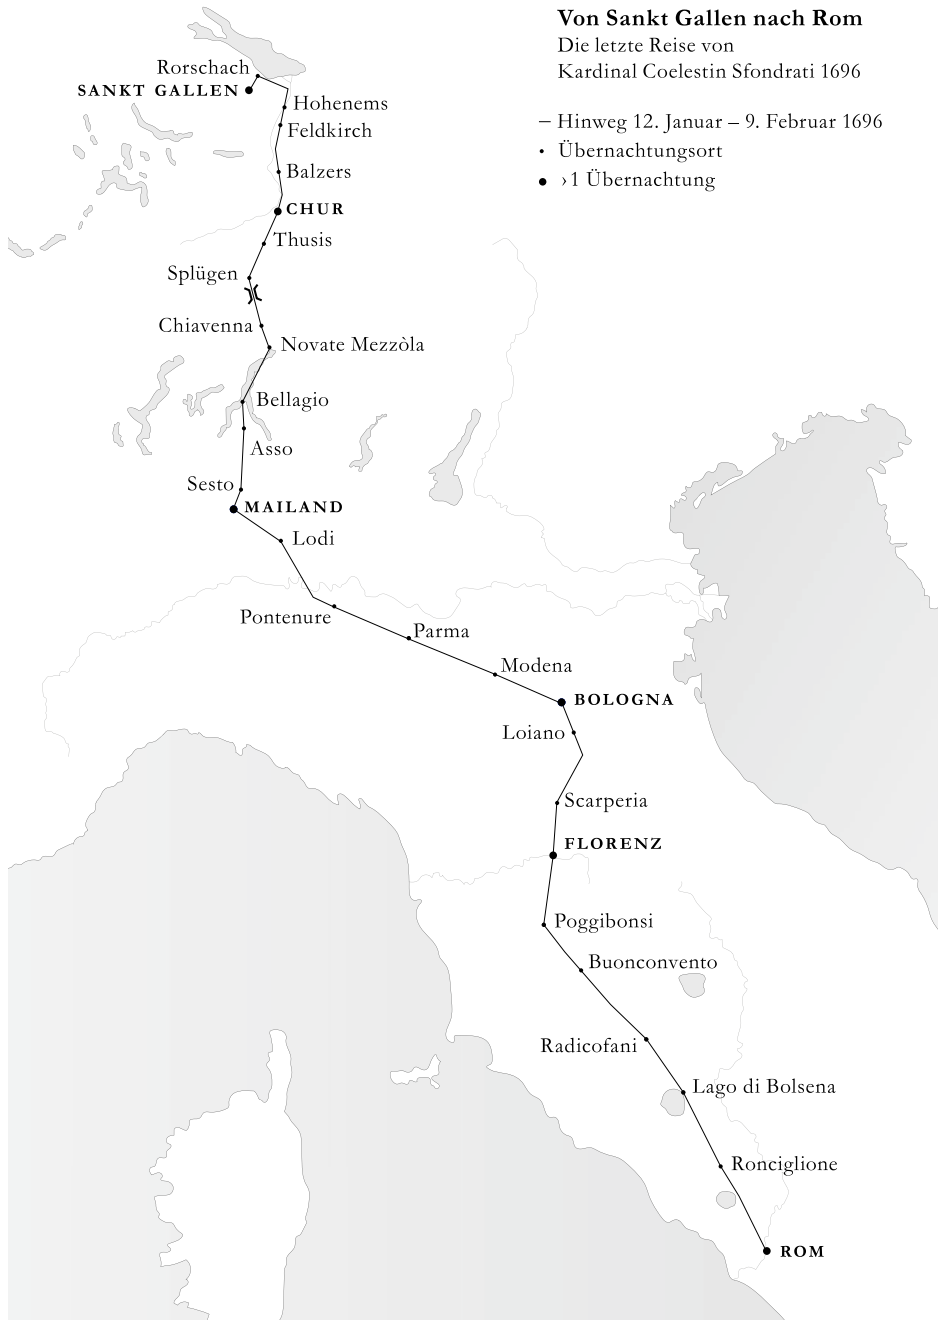 Von Sankt Gallen nach Rom
Die letzte Reise von
Kardinal Coelestin Sfondrati 1696
– Hinweg 12. Januar – 9. Februar 1696
· Übernachtungsort
• ›1 Übernachtung
Rorschach
SANKT GALLEN
Hohenems
Feldkirch
Balzers
CHUR
Thusis
Splügen
Chiavenna
Novate Mezzòla
Bellagio
Asso
Sesto
MAILAND
Lodi
Pontenure
Parma
Modena
BOLOGNA
Loiano
Scarperia
FLORENZ
Poggibonsi
Buonconvento
Radicofani
Lago di Bolsena
Ronciglione
ROM